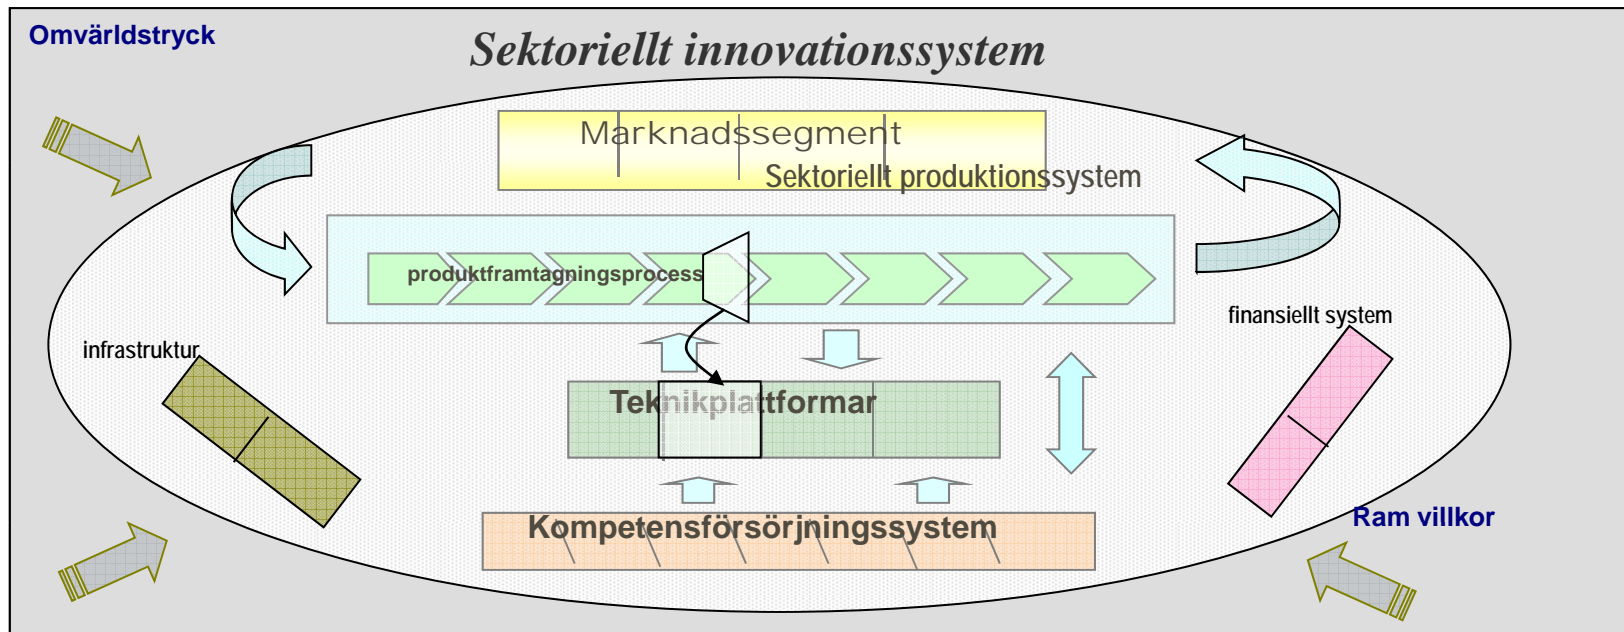 Omvärldstryck
Sektoriellt innovationssystem
Marknadssegment
Sektoriellt produktionssystem
produktframtagningsprocess
infrastruktur
finansiellt system
Teknikplattformar
Kompetensförsörjningssystem
Ram villkor